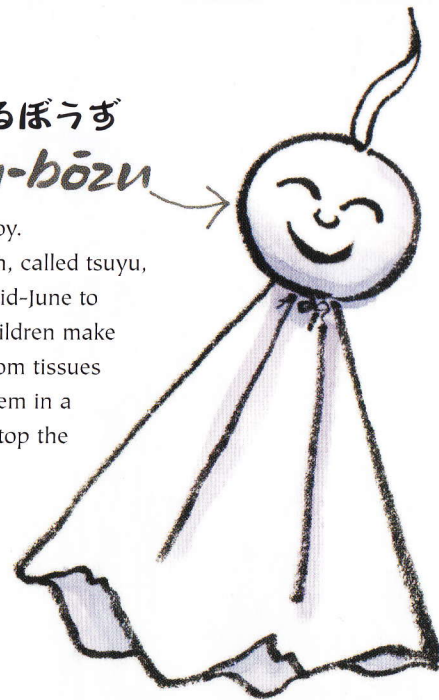 るぼうず
-bōzu
oy.
n, called tsuyu,
id-June to
ildren make
om tissues
em in a
top the